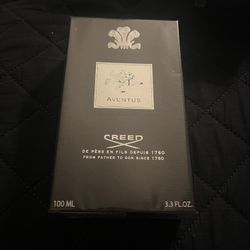 AVENTUS
CREED
DE PÈRE EN FILS DEPUIS 1760
FROM FATHER TO SON SINCE 1760
100 ML 3.3 FL.OZ.